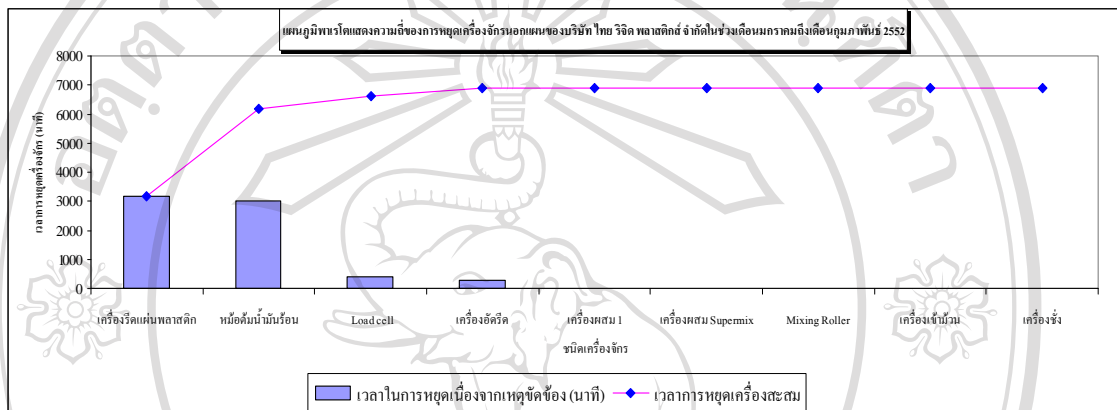 แผนภูมิพาเรโตแสดงความถี่ของการหยุดเครื่องจักรนอกแผนของบริษัท ไทย ริจิด พลาสติกส์ จำกัดในช่วงเดือนมกราคมถึงเดือนกุมภาพันธ์ 2552
8000
7000
6000
5000
4000
3000
2000
1000
0
เวลาการหยุดเครื่องจักร (นาที)
เครื่องรีดแผ่นพลาสติก หม้อต้มน้ำมันร้อน Load cell เครื่องอัดรีด เครื่องผสม 1 เครื่องผสม Supermix Mixing Roller เครื่องเข้าม้วน เครื่องชั่ง
ชนิดเครื่องจักร
เวลาในการหยุดเนื่องจากเหตุขัดข้อง (นาที) เวลาการหยุดเครื่องสะสม